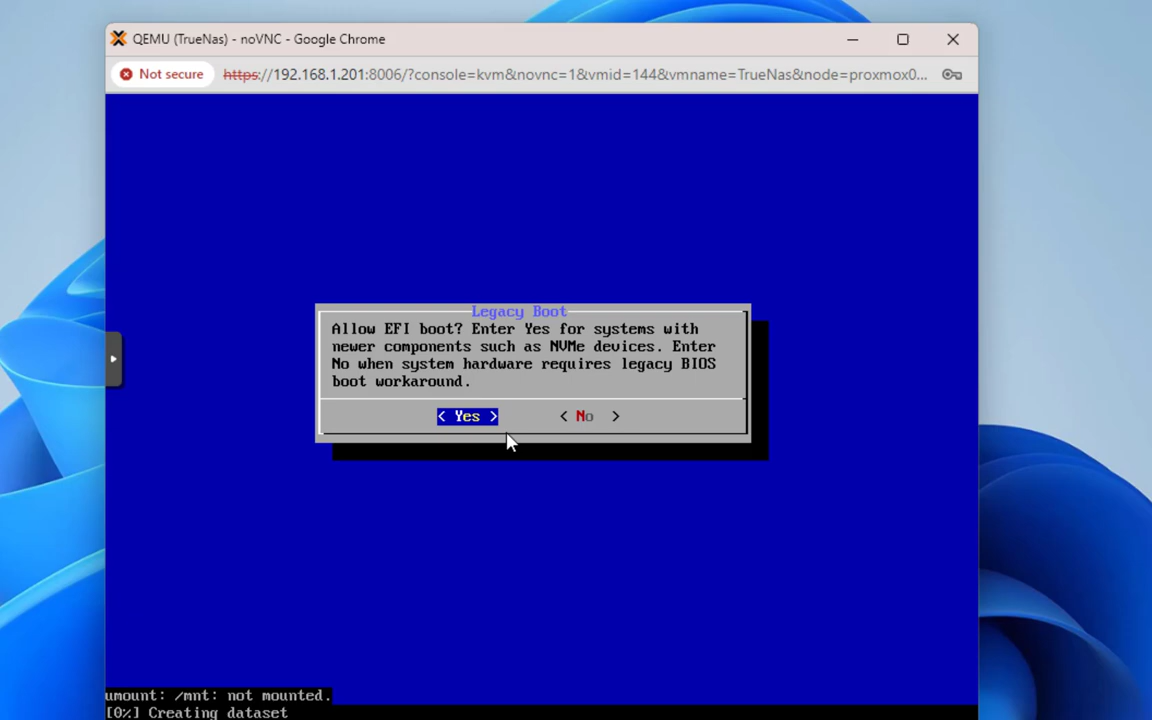 QEMU (TrueNas) - noVNC - Google Chrome
Not secure https://192.168.1.201:8006/?console=kvm&novnc=1&vmid=144&vmname=TrueNas&node=proxmox0...
Legacy Boot
Allow EFI boot? Enter Yes for systems with
newer components such as NVMe devices. Enter
No when system hardware requires legacy BIOS
boot workaround.
< Yes > < No >
umount: /mnt: not mounted.
[0%] Creating dataset